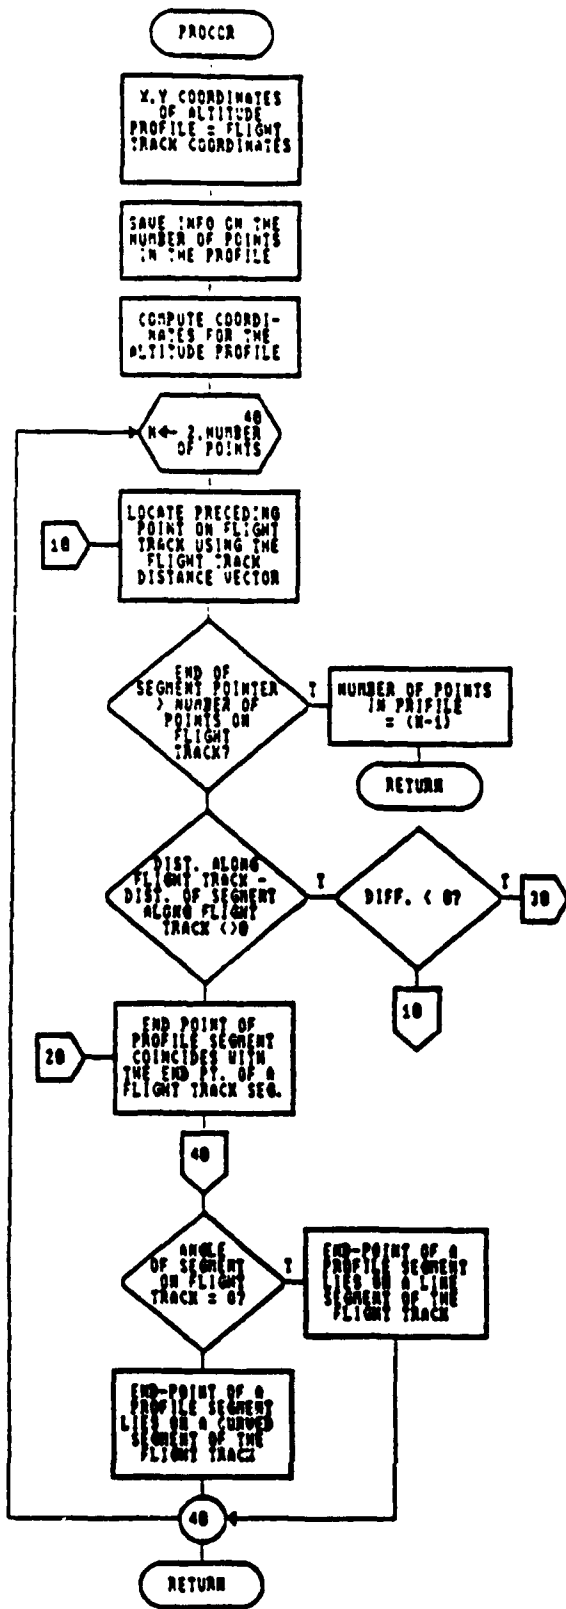 PROCOR
X,Y COORDINATES
OF ALTITUDE
PROFILE = FLIGHT
TRACK COORDINATES
SAVE INFO ON THE
NUMBER OF POINTS
IN THE PROFILE
COMPUTE COORDI-
NATES FOR THE
ALTITUDE PROFILE
40
N← 2,NUMBER
OF POINTS
10
LOCATE PRECEDING
POINT ON FLIGHT
TRACK USING THE
FLIGHT TRACK
DISTANCE VECTOR
END OF
SEGMENT POINTER
> NUMBER OF
POINTS ON
FLIGHT
TRACK?
T
NUMBER OF POINTS
IN PRIFILE
= (N-1)
RETURN
DIST. ALONG
FLIGHT TRACK -
DIST. OF SEGMENT
ALONG FLIGHT
TRACK <>0
T
DIFF. < 0?
T
30
10
20
END POINT OF
PROFILE SEGMENT
COINCIDES WITH
THE END PT. OF A
FLIGHT TRACK SEG.
40
ANGLE
OF SEGMENT
ON FLIGHT
TRACK = 0?
T
END-POINT OF A
PROFILE SEGMENT
LIES ON A LINE
SEGMENT OF THE
FLIGHT TRACK
END-POINT OF A
PROFILE SEGMENT
LIES ON A CURVED
SEGMENT OF THE
FLIGHT TRACK
40
RETURN